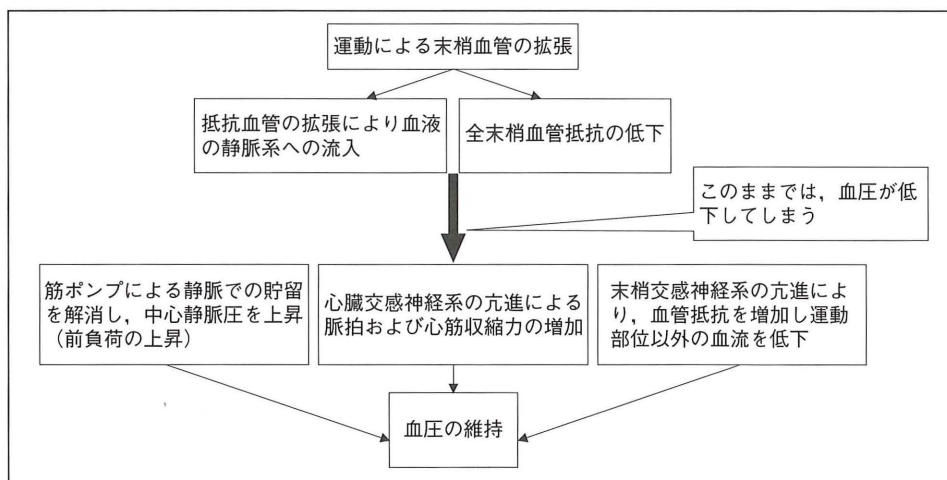 運動による末梢血管の拡張
抵抗血管の拡張により血液
の静脈系への流入
全末梢血管抵抗の低下
このままでは，血圧が低
下してしまう
筋ポンプによる静脈での貯留
を解消し，中心静脈圧を上昇
（前負荷の上昇）
心臓交感神経系の亢進による
脈拍および心筋収縮力の増加
末梢交感神経系の亢進によ
り，血管抵抗を増加し運動
部位以外の血流を低下
血圧の維持